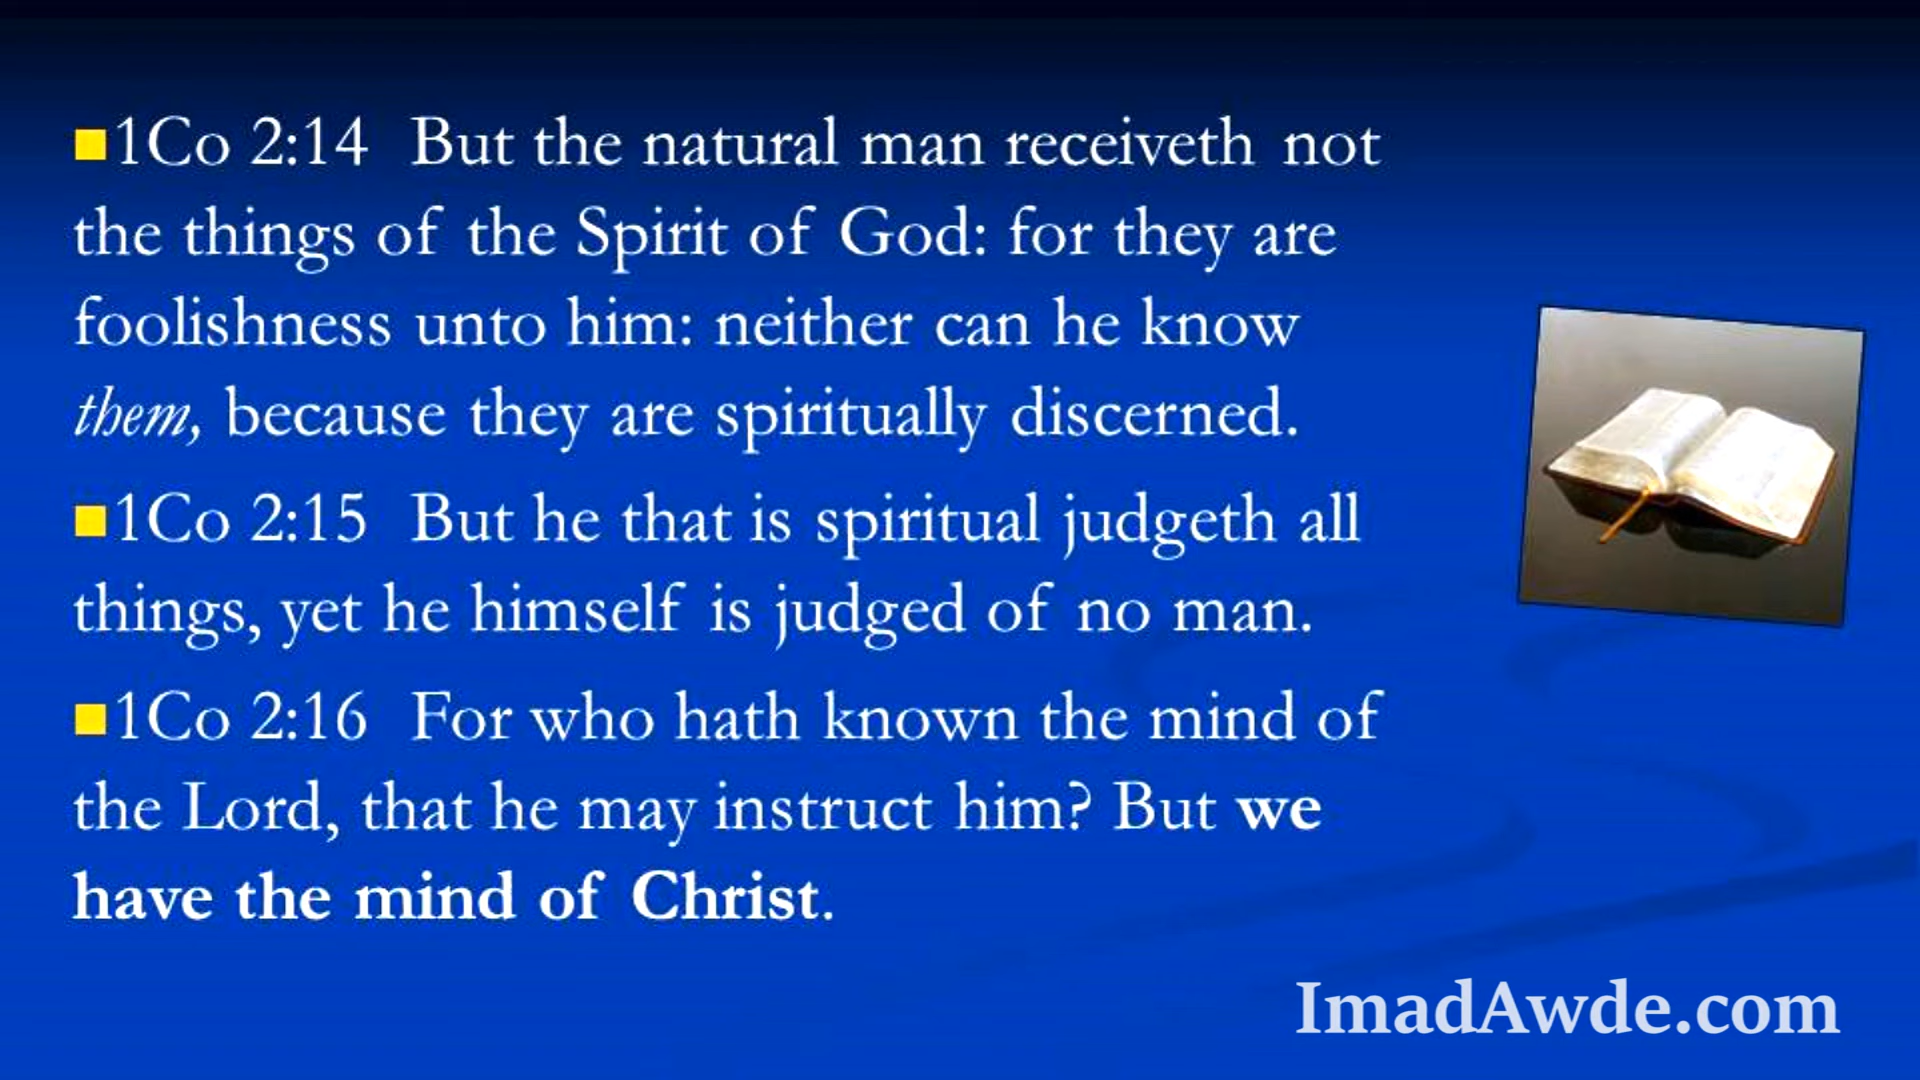 1Co 2:14 But the natural man receiveth not
the things of the Spirit of God: for they are
foolishness unto him: neither can he know
them, because they are spiritually discerned.
1Co 2:15 But he that is spiritual judgeth all
things, yet he himself is judged of no man.
1Co 2:16 For who hath known the mind of
the Lord, that he may instruct him? But we
have the mind of Christ.
ImadAwde.com